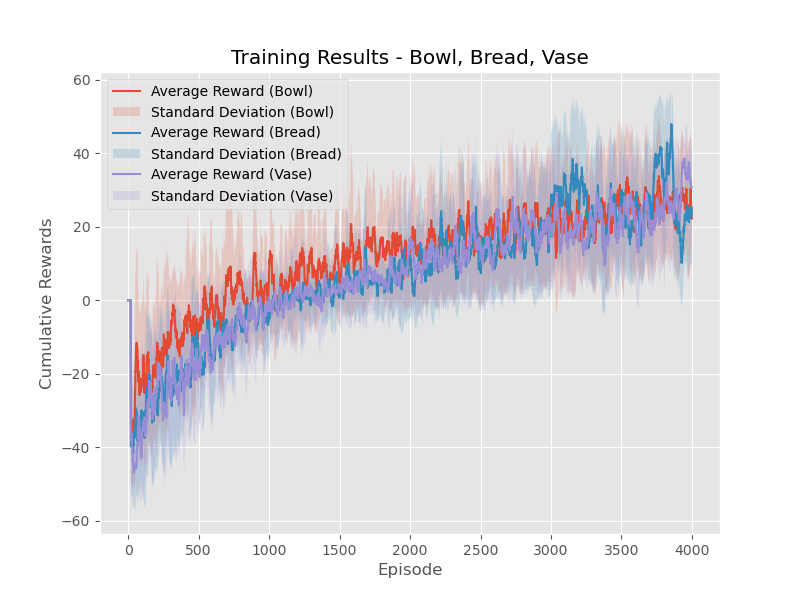 Training Results - Bowl, Bread, Vase
Average Reward (Bowl)
Standard Deviation (Bowl)
Average Reward (Bread)
Standard Deviation (Bread)
Average Reward (Vase)
Standard Deviation (Vase)
60
40
20
0
−20
−40
−60
Cumulative Rewards
0 500 1000 1500 2000 2500 3000 3500 4000
Episode